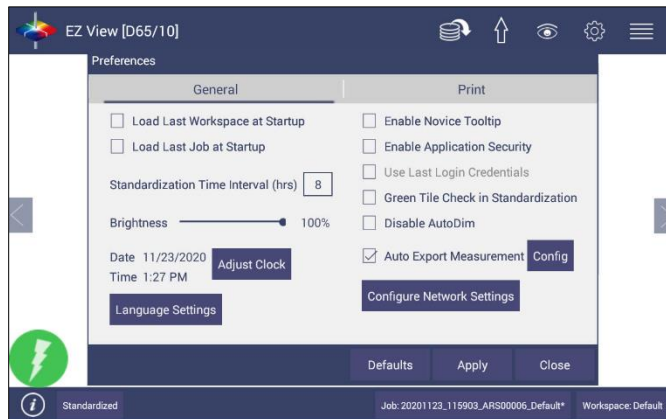 EZ View [D65/10]
Preferences
General
Print
Load Last Workspace at Startup
Load Last Job at Startup
Standardization Time Interval (hrs) 8
Brightness 100%
Date 11/23/2020
Time 1:27 PM
Adjust Clock
Language Settings
Enable Novice Tooltip
Enable Application Security
Use Last Login Credentials
Green Tile Check in Standardization
Disable AutoDim
Auto Export Measurement Config
Configure Network Settings
Defaults Apply Close
i Standardized Job: 20201123_115903_ARS00006_Default* Workspace: Default